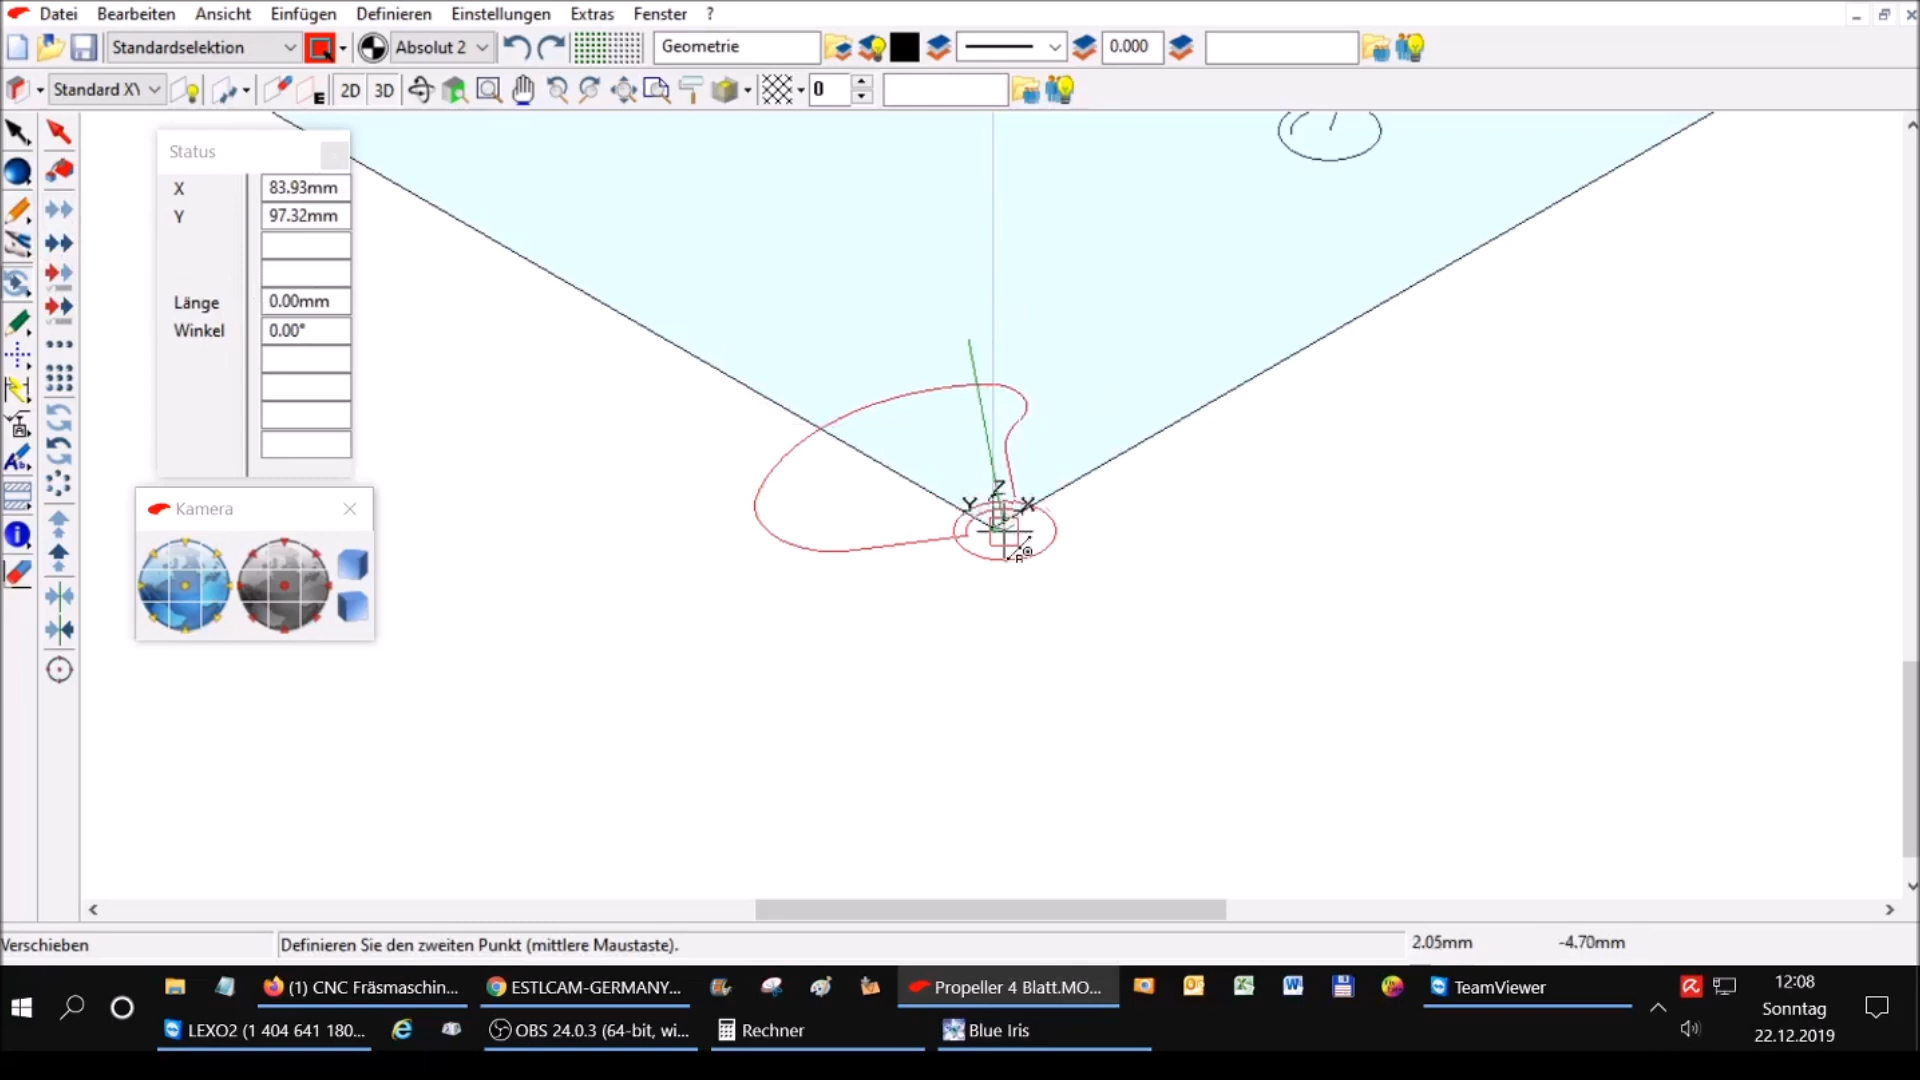 Datei Bearbeiten Ansicht Einfügen Definieren Einstellungen Extras Fenster ?
Standardselektion Absolut 2 Geometrie 0.000
Standard XY E 2D 3D 0
Status
X 83.93mm
Y 97.32mm
Länge 0.00mm
Winkel 0.00°
Kamera
Z
Y X
Verschieben Definieren Sie den zweiten Punkt (mittlere Maustaste). 2.05mm -4.70mm
(1) CNC Fräsmaschin... ESTLCAM-GERMANY... Propeller 4 Blatt.MO... TeamViewer 12:08
Sonntag
LEXO2 (1 404 641 180... OBS 24.0.3 (64-bit, wi... Rechner Blue Iris 22.12.2019